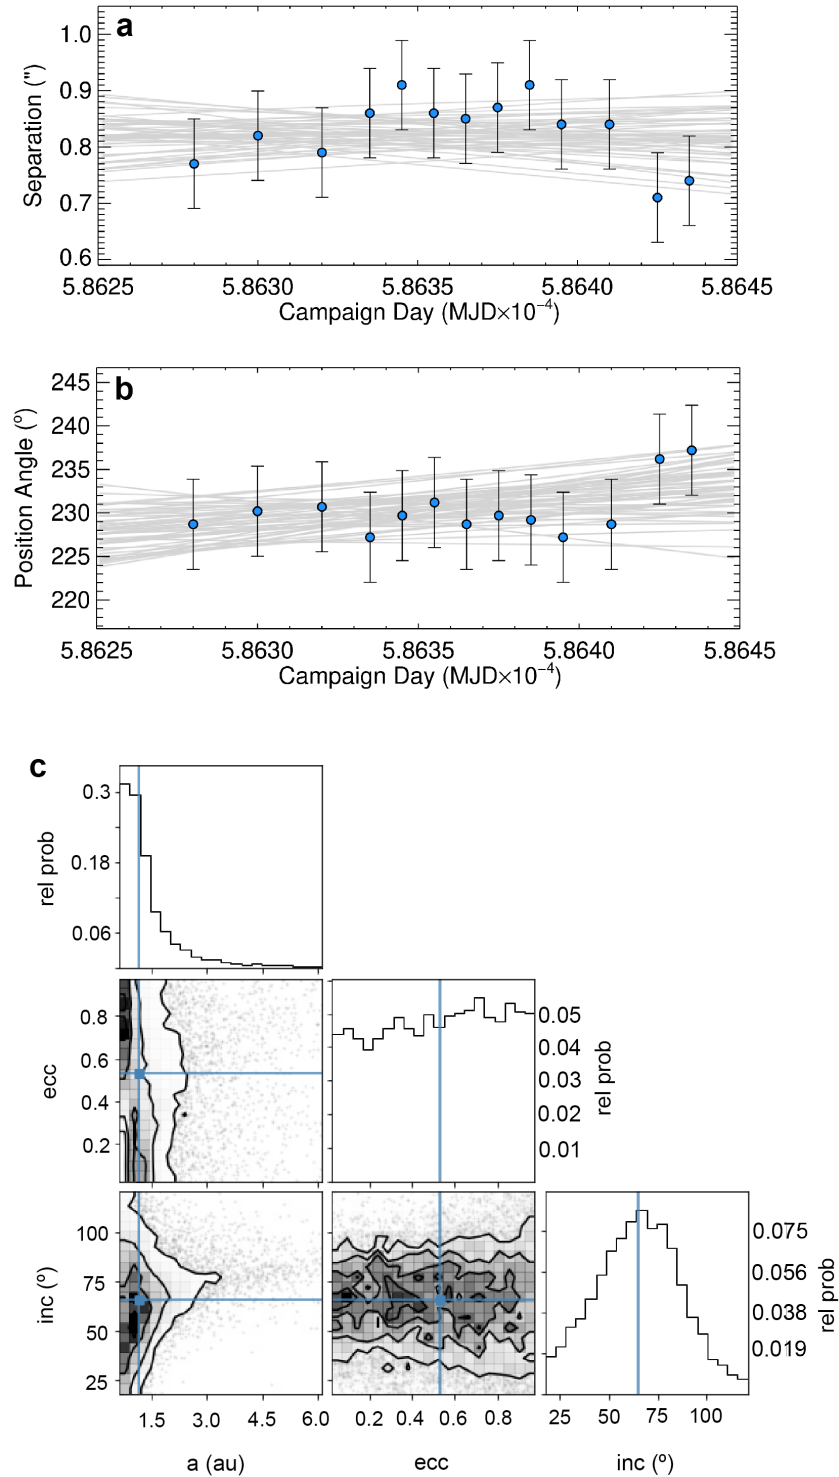 a
1.0
0.9
0.8
0.7
0.6
Separation (")
5.8625 5.8630 5.8635 5.8640 5.8645
Campaign Day (MJD×10⁻⁴)
b
245
240
235
230
225
220
Position Angle (º)
5.8625 5.8630 5.8635 5.8640 5.8645
Campaign Day (MJD×10⁻⁴)
c
0.3
0.18
0.06
rel prob
0.8
0.6
0.4
0.2
ecc
0.05
0.04
0.03
0.02
0.01
rel prob
100
75
50
25
inc (º)
0.075
0.056
0.038
0.019
rel prob
1.5 3.0 4.5 6.0
0.2 0.4 0.6 0.8
25 50 75 100
a (au)
ecc
inc (º)